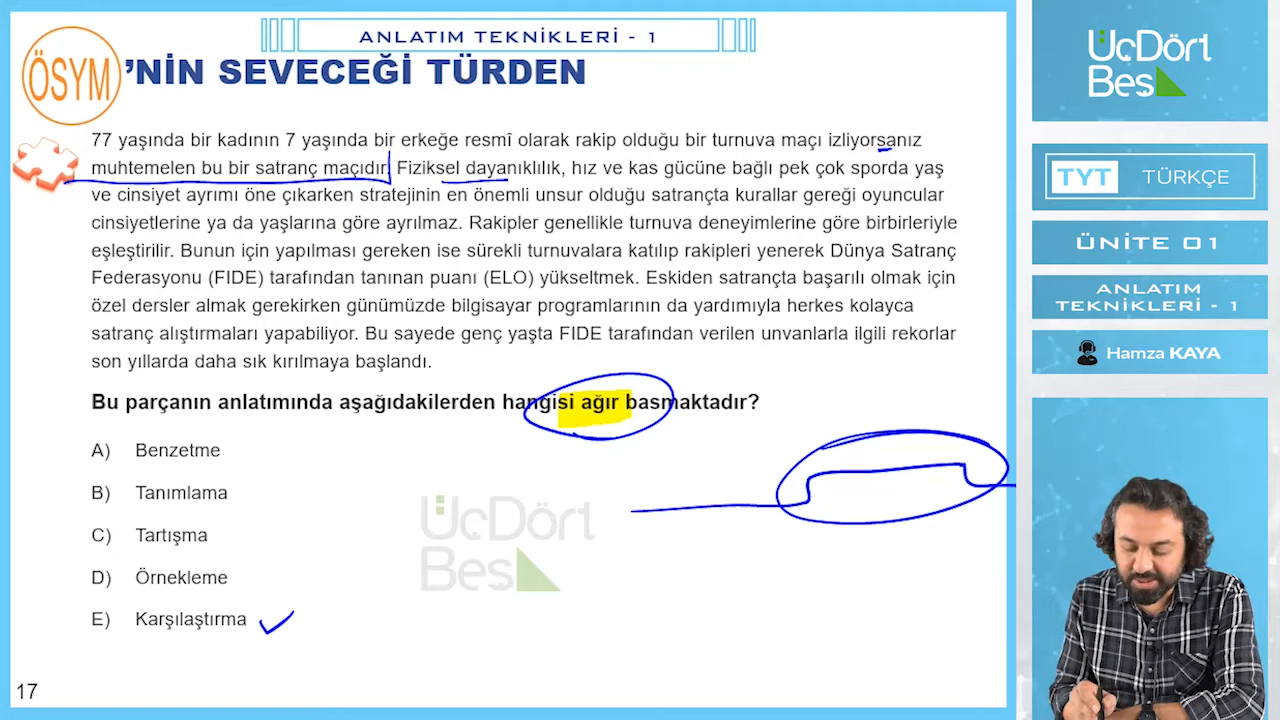 ANLATIM TEKNİKLERİ - 1
ÖSYM 'NİN SEVECEĞİ TÜRDEN
77 yaşında bir kadının 7 yaşında bir erkeğe resmî olarak rakip olduğu bir turnuva maçı izliyorsanız
muhtemelen bu bir satranç maçıdır. Fiziksel dayanıklılık, hız ve kas gücüne bağlı pek çok sporda yaş
ve cinsiyet ayrımı öne çıkarken stratejinin en önemli unsur olduğu satrançta kurallar gereği oyuncular
cinsiyetlerine ya da yaşlarına göre ayrılmaz. Rakipler genellikle turnuva deneyimlerine göre birbirleriyle
eşleştirilir. Bunun için yapılması gereken ise sürekli turnuvalara katılıp rakipleri yenerek Dünya Satranç
Federasyonu (FIDE) tarafından tanınan puanı (ELO) yükseltmek. Eskiden satrançta başarılı olmak için
özel dersler almak gerekirken günümüzde bilgisayar programlarının da yardımıyla herkes kolayca
satranç alıştırmaları yapabiliyor. Bu sayede genç yaşta FIDE tarafından verilen unvanlarla ilgili rekorlar
son yıllarda daha sık kırılmaya başlandı.
Bu parçanın anlatımında aşağıdakilerden hangisi ağır basmaktadır?
A) Benzetme
B) Tanımlama
C) Tartışma
D) Örnekleme
E) Karşılaştırma
ÜçDört
Beş
17
ÜçDört
Beş
TYT TÜRKÇE
ÜNİTE 01
ANLATIM
TEKNİKLERİ - 1
Hamza KAYA